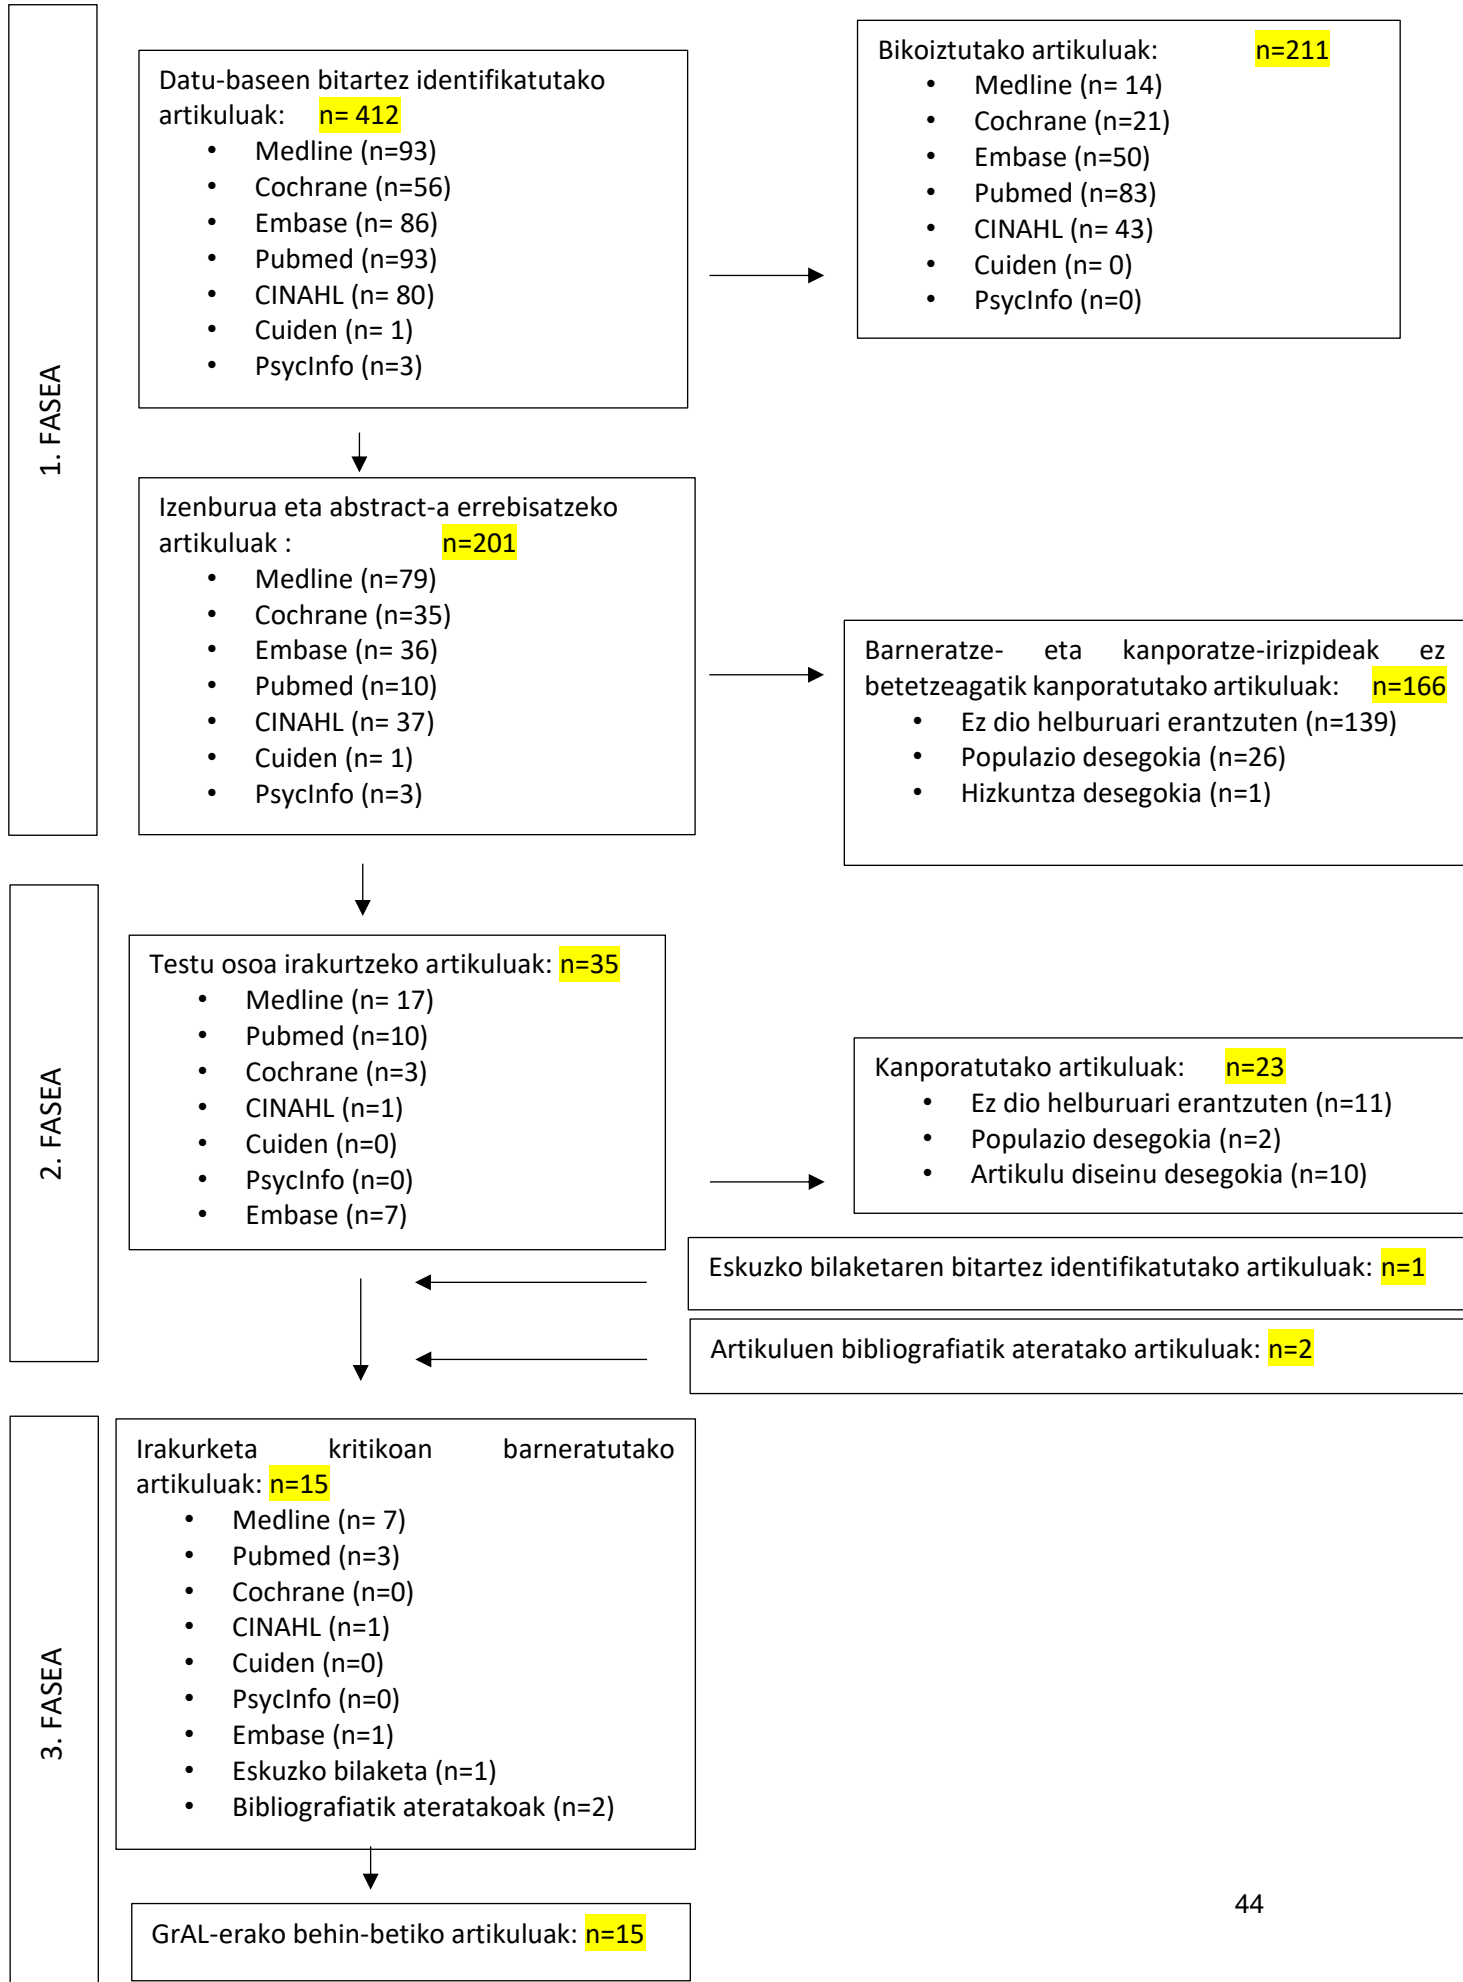 1. FASEA
Datu-baseen bitartez identifikatutako
artikuluak: n= 412
• Medline (n=93)
• Cochrane (n=56)
• Embase (n= 86)
• Pubmed (n=93)
• CINAHL (n= 80)
• Cuiden (n= 1)
• PsycInfo (n=3)
Bikoiztutako artikuluak: n=211
• Medline (n= 14)
• Cochrane (n=21)
• Embase (n=50)
• Pubmed (n=83)
• CINAHL (n= 43)
• Cuiden (n= 0)
• PsycInfo (n=0)
Izenburua eta abstract-a errebisatzeko
artikuluak : n=201
• Medline (n=79)
• Cochrane (n=35)
• Embase (n= 36)
• Pubmed (n=10)
• CINAHL (n= 37)
• Cuiden (n= 1)
• PsycInfo (n=3)
Barneratze- eta kanporatze-irizpideak ez
betetzeagatik kanporatutako artikuluak: n=166
• Ez dio helburuari erantzuten (n=139)
• Populazio desegokia (n=26)
• Hizkuntza desegokia (n=1)
2. FASEA
Testu osoa irakurtzeko artikuluak: n=35
• Medline (n= 17)
• Pubmed (n=10)
• Cochrane (n=3)
• CINAHL (n=1)
• Cuiden (n=0)
• PsycInfo (n=0)
• Embase (n=7)
Kanporatutako artikuluak: n=23
• Ez dio helburuari erantzuten (n=11)
• Populazio desegokia (n=2)
• Artikulu diseinu desegokia (n=10)
Eskuzko bilaketaren bitartez identifikatutako artikuluak: n=1
Artikuluen bibliografiatik ateratako artikuluak: n=2
3. FASEA
Irakurketa kritikoan barneratutako
artikuluak: n=15
• Medline (n= 7)
• Pubmed (n=3)
• Cochrane (n=0)
• CINAHL (n=1)
• Cuiden (n=0)
• PsycInfo (n=0)
• Embase (n=1)
• Eskuzko bilaketa (n=1)
• Bibliografiatik ateratakoak (n=2)
GrAL-erako behin-betiko artikuluak: n=15
44